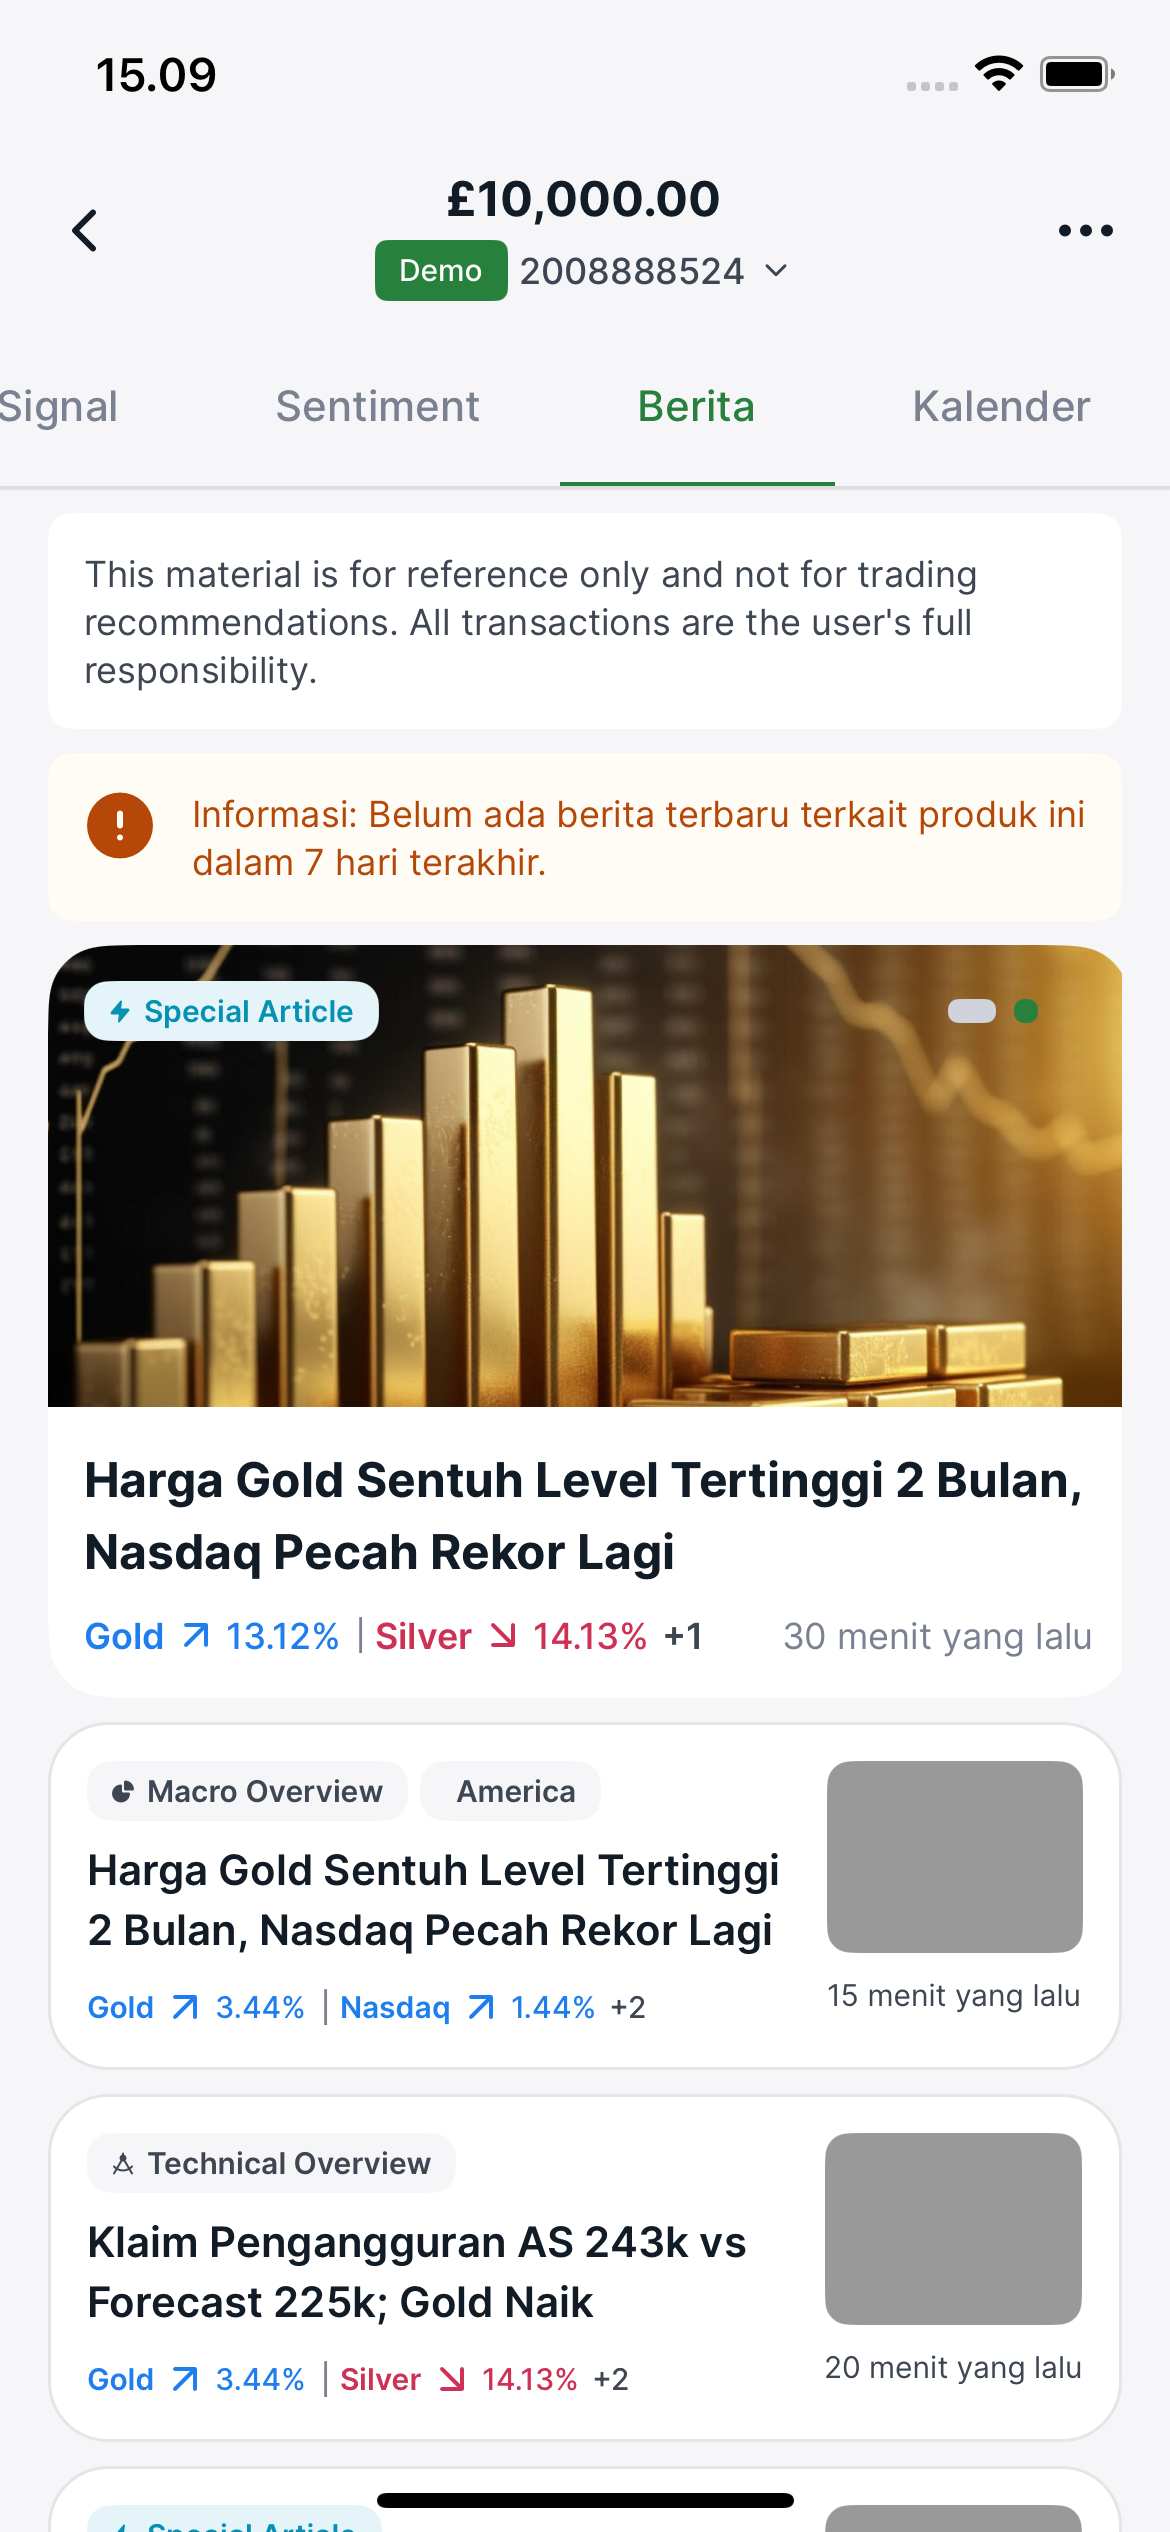 15.09
£10,000.00
Demo 2008888524
Signal Sentiment Berita Kalender
This material is for reference only and not for trading
recommendations. All transactions are the user's full
responsibility.
Informasi: Belum ada berita terbaru terkait produk ini
dalam 7 hari terakhir.
Special Article
Harga Gold Sentuh Level Tertinggi 2 Bulan,
Nasdaq Pecah Rekor Lagi
Gold 13.12% | Silver 14.13% +1 30 menit yang lalu
Macro Overview America
Harga Gold Sentuh Level Tertinggi
2 Bulan, Nasdaq Pecah Rekor Lagi
Gold 3.44% | Nasdaq 1.44% +2
15 menit yang lalu
Technical Overview
Klaim Pengangguran AS 243k vs
Forecast 225k; Gold Naik
Gold 3.44% | Silver 14.13% +2
20 menit yang lalu
Special Article